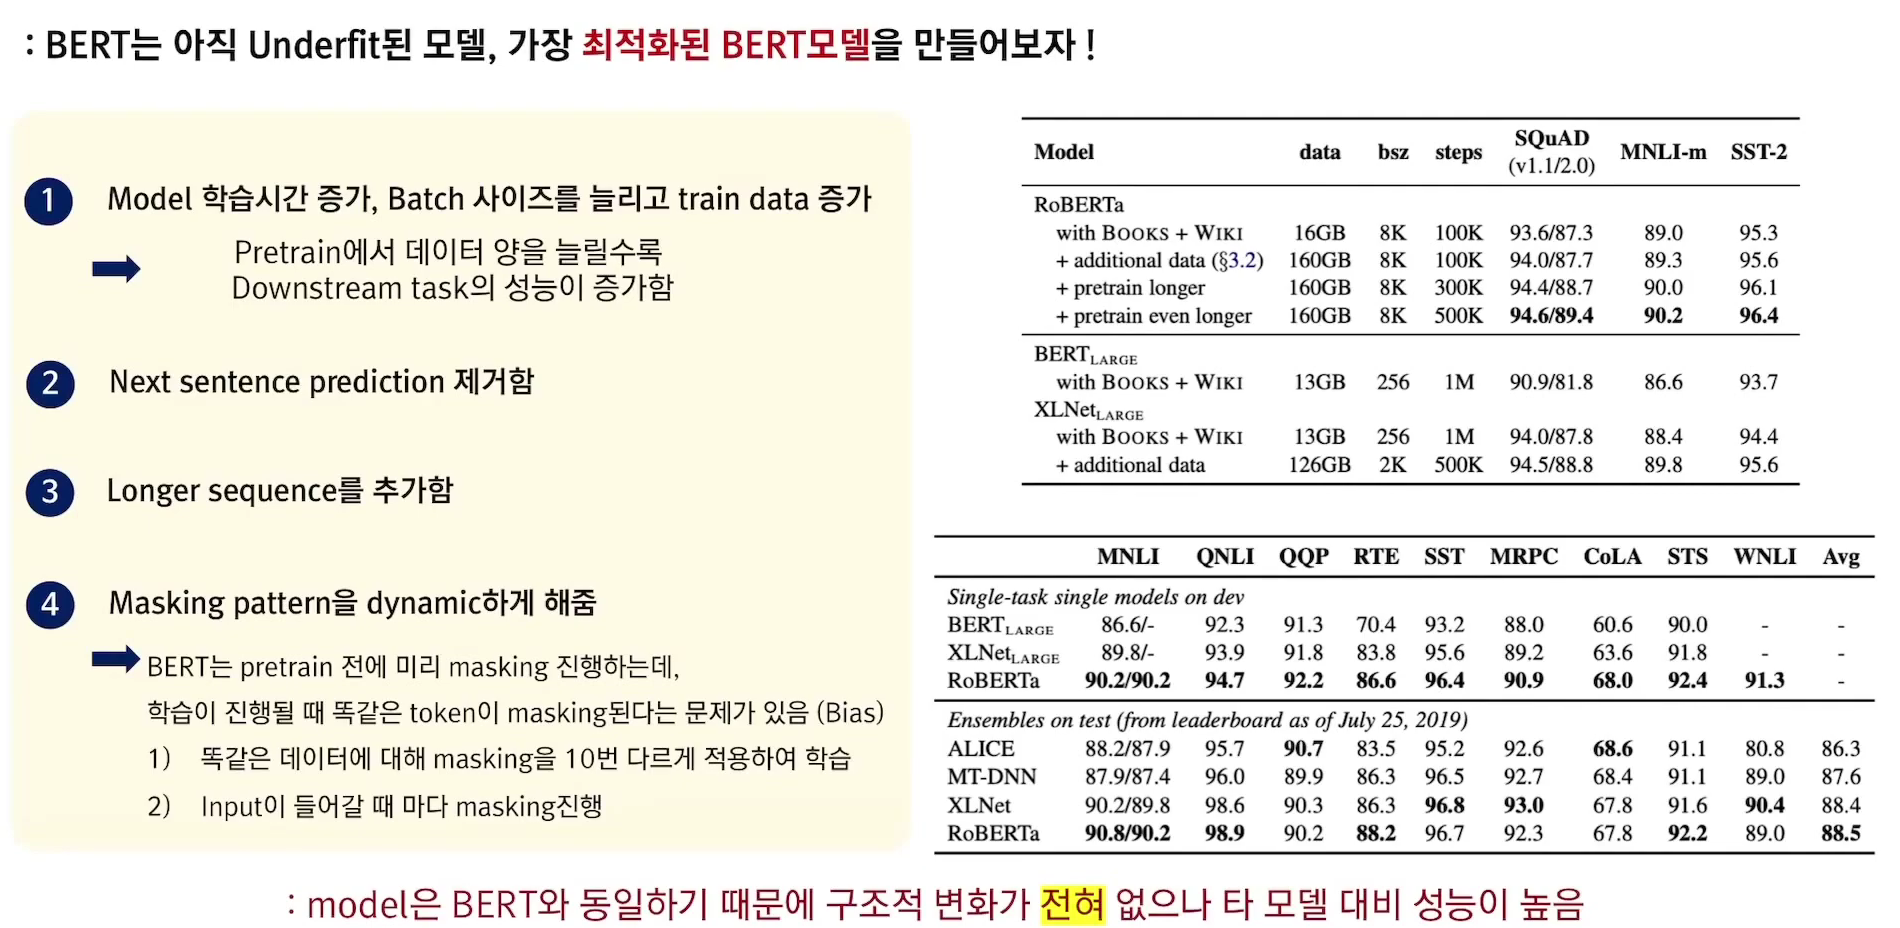 : BERT는 아직 Underfit된 모델, 가장 최적화된 BERT모델을 만들어보자 !
1 Model 학습시간 증가, Batch 사이즈를 늘리고 train data 증가
Pretrain에서 데이터 양을 늘릴수록
Downstream task의 성능이 증가함
2 Next sentence prediction 제거함
3 Longer sequence를 추가함
4 Masking pattern을 dynamic하게 해줌
BERT는 pretrain 전에 미리 masking 진행하는데,
학습이 진행될 때 똑같은 token이 masking된다는 문제가 있음 (Bias)
1) 똑같은 데이터에 대해 masking을 10번 다르게 적용하여 학습
2) Input이 들어갈 때 마다 masking진행
Model data bsz steps SQuAD (v1.1/2.0) MNLI-m SST-2
RoBERTa
with BOOKS + WIKI 16GB 8K 100K 93.6/87.3 89.0 95.3
+ additional data (§3.2) 160GB 8K 100K 94.0/87.7 89.3 95.6
+ pretrain longer 160GB 8K 300K 94.4/88.7 90.0 96.1
+ pretrain even longer 160GB 8K 500K 94.6/89.4 90.2 96.4
BERTLARGE
with BOOKS + WIKI 13GB 256 1M 90.9/81.8 86.6 93.7
XLNetLARGE
with BOOKS + WIKI 13GB 256 1M 94.0/87.8 88.4 94.4
+ additional data 126GB 2K 500K 94.5/88.8 89.8 95.6
MNLI QNLI QQP RTE SST MRPC CoLA STS WNLI Avg
Single-task single models on dev
BERTLARGE 86.6/- 92.3 91.3 70.4 93.2 88.0 60.6 90.0 - -
XLNetLARGE 89.8/- 93.9 91.8 83.8 95.6 89.2 63.6 91.8 - -
RoBERTa 90.2/90.2 94.7 92.2 86.6 96.4 90.9 68.0 92.4 91.3 -
Ensembles on test (from leaderboard as of July 25, 2019)
ALICE 88.2/87.9 95.7 90.7 83.5 95.2 92.6 68.6 91.1 80.8 86.3
MT-DNN 87.9/87.4 96.0 89.9 86.3 96.5 92.7 68.4 91.1 89.0 87.6
XLNet 90.2/89.8 98.6 90.3 86.3 96.8 93.0 67.8 91.6 90.4 88.4
RoBERTa 90.8/90.2 98.9 90.2 88.2 96.7 92.3 67.8 92.2 89.0 88.5
: model은 BERT와 동일하기 때문에 구조적 변화가 전혀 없으나 타 모델 대비 성능이 높음